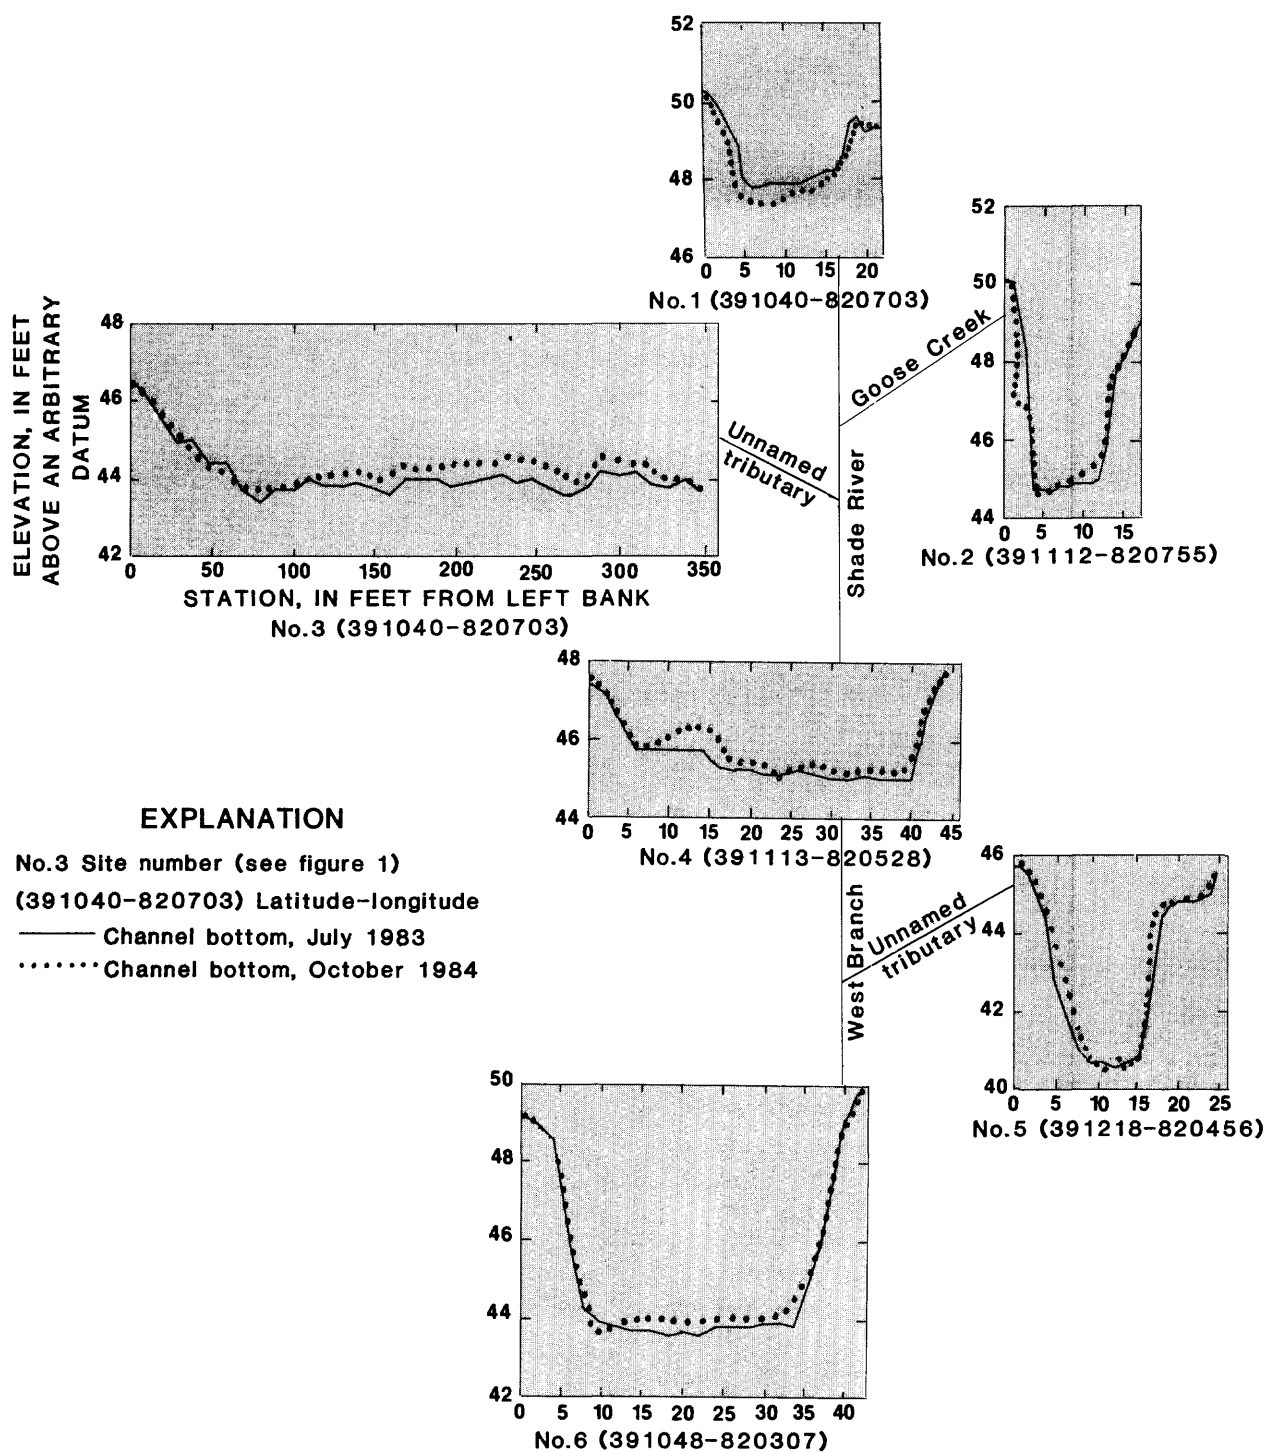 52
50
48
46
0 5 10 15 20
No.1 (391040-820703)
52
50
48
46
44
0 5 10 15
No.2 (391112-820755)
Goose Creek
ELEVATION, IN FEET
ABOVE AN ARBITRARY
DATUM
48
46
44
42
0 50 100 150 200 250 300 350
STATION, IN FEET FROM LEFT BANK
No.3 (391040-820703)
Unnamed
tributary
Shade River
48
46
44
0 5 10 15 20 25 30 35 40 45
No.4 (391113-820528)
EXPLANATION
No.3 Site number (see figure 1)
(391040-820703) Latitude-longitude
Channel bottom, July 1983
Channel bottom, October 1984
West Branch
Unnamed
tributary
46
44
42
40
0 5 10 15 20 25
No.5 (391218-820456)
50
48
46
44
42
0 5 10 15 20 25 30 35 40
No.6 (391048-820307)